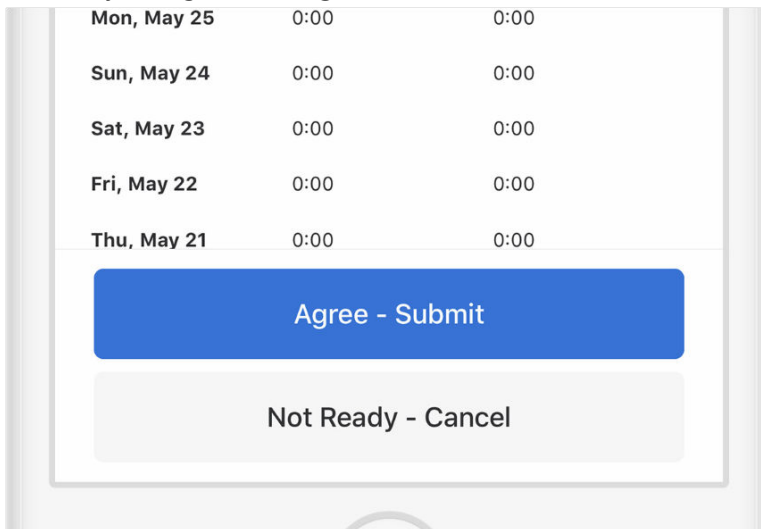 Mon, May 25 0:00 0:00
Sun, May 24 0:00 0:00
Sat, May 23 0:00 0:00
Fri, May 22 0:00 0:00
Thu, May 21 0:00 0:00
Agree - Submit
Not Ready - Cancel